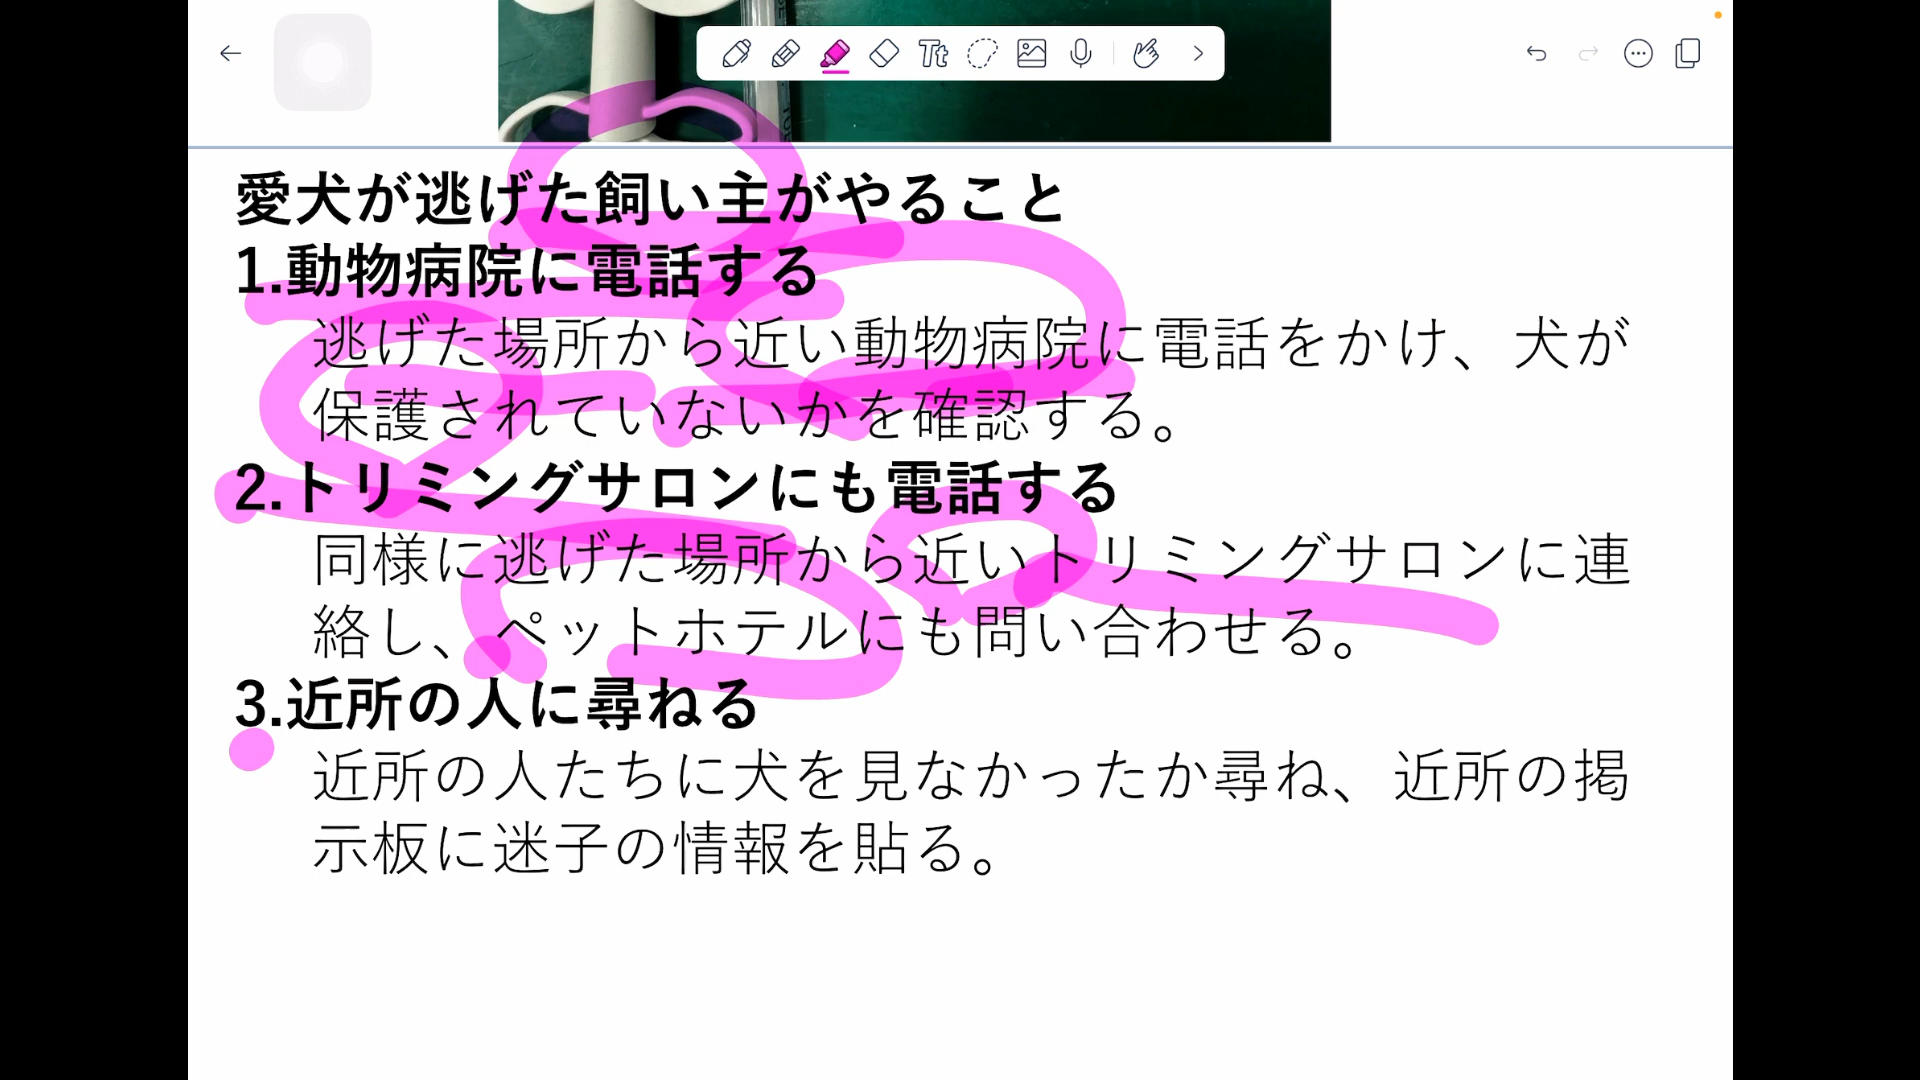 Tt
愛犬が逃げた飼い主がやること
1.動物病院に電話する
逃げた場所から近い動物病院に電話をかけ、犬が
保護されていないかを確認する。
2.トリミングサロンにも電話する
同様に逃げた場所から近いトリミングサロンに連
絡し、ペットホテルにも問い合わせる。
3.近所の人に尋ねる
近所の人たちに犬を見なかったか尋ね、近所の掲
示板に迷子の情報を貼る。